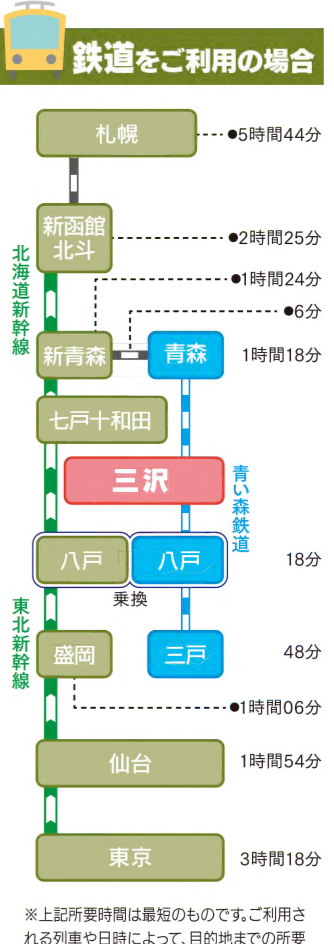 鉄道をご利用の場合
札幌
●5時間44分
新函館
北斗
●2時間25分
北海道新幹線
●1時間24分
●6分
新青森
青森
1時間18分
七戸十和田
三沢
青い森鉄道
八戸
八戸
18分
乗換
東北新幹線
盛岡
三戸
48分
●1時間06分
仙台
1時間54分
東京
3時間18分
※上記所要時間は最短のものです。ご利用さ
れる列車や日時によって、目的地までの所要